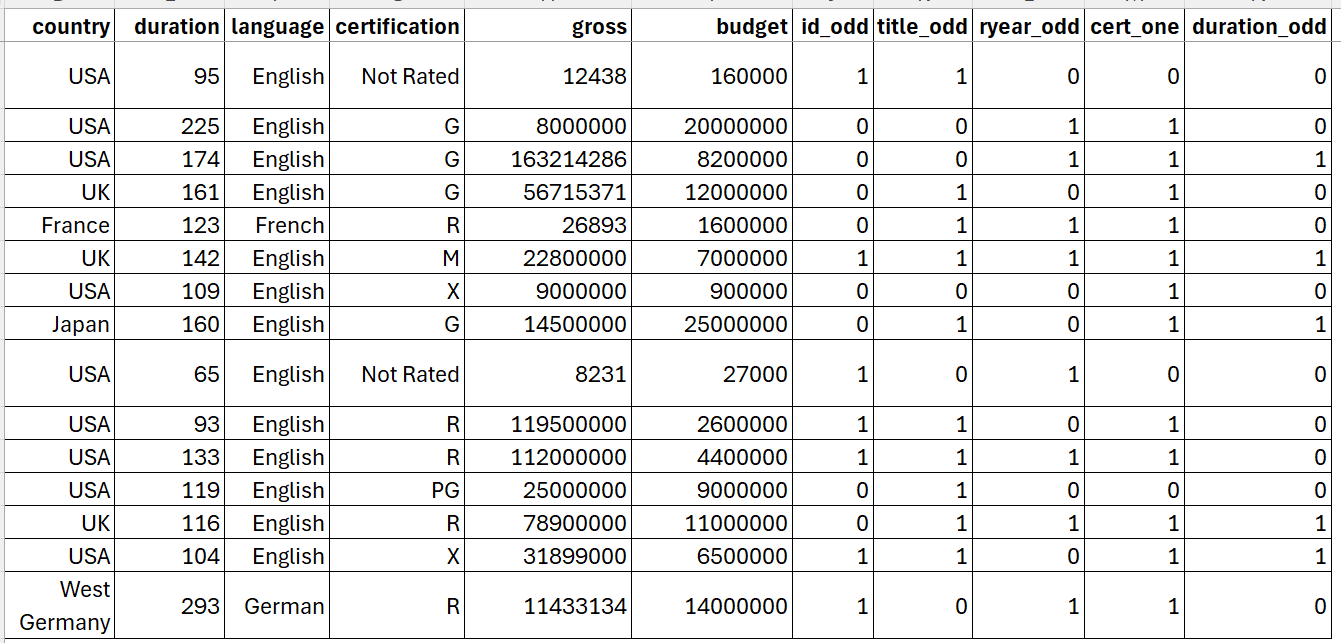 country duration language certification gross budget id_odd title_odd ryear_odd cert_one duration_odd
USA 95 English Not Rated 12438 160000 1 1 0 0 0
USA 225 English G 8000000 20000000 0 0 1 1 0
USA 174 English G 163214286 8200000 0 0 1 1 1
UK 161 English G 56715371 12000000 0 1 0 1 0
France 123 French R 26893 1600000 0 1 1 1 0
UK 142 English M 22800000 7000000 1 1 1 1 1
USA 109 English X 9000000 900000 0 0 0 1 0
Japan 160 English G 14500000 25000000 0 1 0 1 1
USA 65 English Not Rated 8231 27000 1 0 1 0 0
USA 93 English R 119500000 2600000 1 1 0 1 0
USA 133 English R 112000000 4400000 1 1 1 1 0
USA 119 English PG 25000000 9000000 0 1 0 0 0
UK 116 English R 78900000 11000000 0 1 1 1 1
USA 104 English X 31899000 6500000 1 1 0 1 1
West
Germany 293 German R 11433134 14000000 1 0 1 1 0